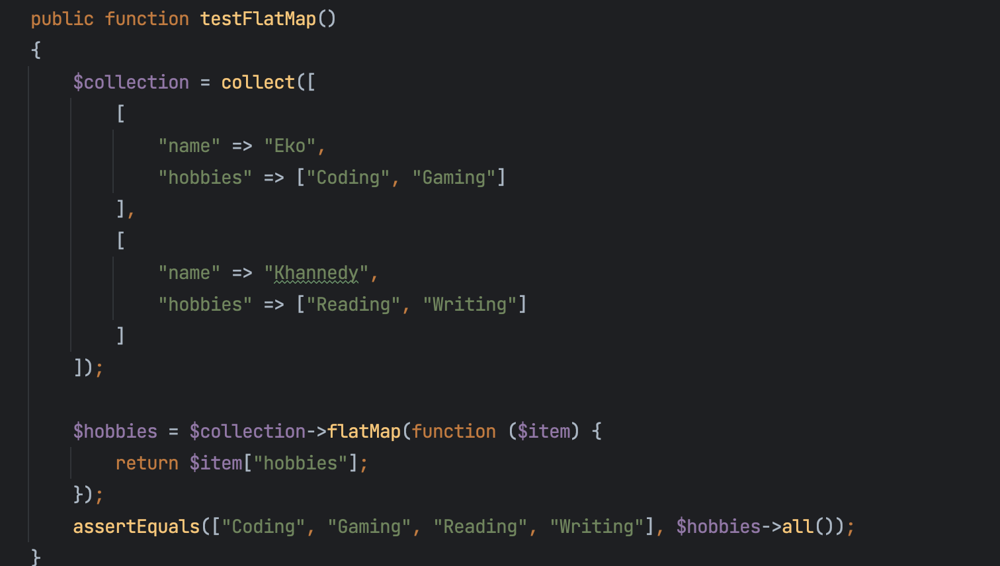 public function testFlatMap()
{
    $collection = collect([
        [
            "name" => "Eko",
            "hobbies" => ["Coding", "Gaming"]
        ],
        [
            "name" => "Khannedy",
            "hobbies" => ["Reading", "Writing"]
        ]
    ]);

    $hobbies = $collection->flatMap(function ($item) {
        return $item["hobbies"];
    });
    assertEquals(["Coding", "Gaming", "Reading", "Writing"], $hobbies->all());
}